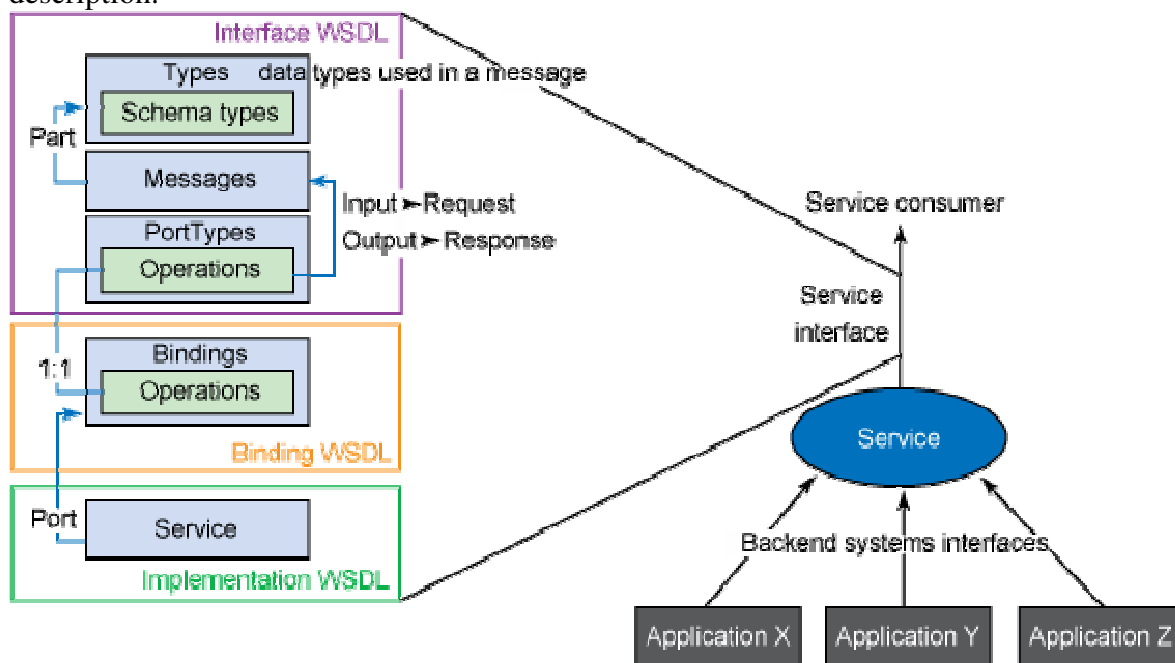 description.
Interface WSDL
Types data types used in a message
Schema types
Part
Messages
Input ➛ Request
PortTypes
Output ➛ Response
Operations
Service consumer
Service
interface
1:1
Bindings
Operations
Binding WSDL
Service
Port
Service
Implementation WSDL
Backend systems interfaces
Application X
Application Y
Application Z